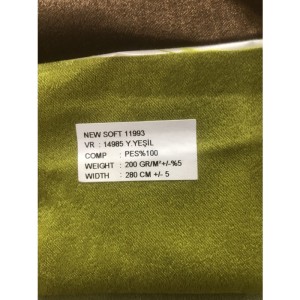 NEW SOFT 11993
VR : 14985 Y.YEŞİL
COMP : PES%100
WEIGHT : 200 GR/M²+/-%5
WIDTH : 280 CM +/- 5